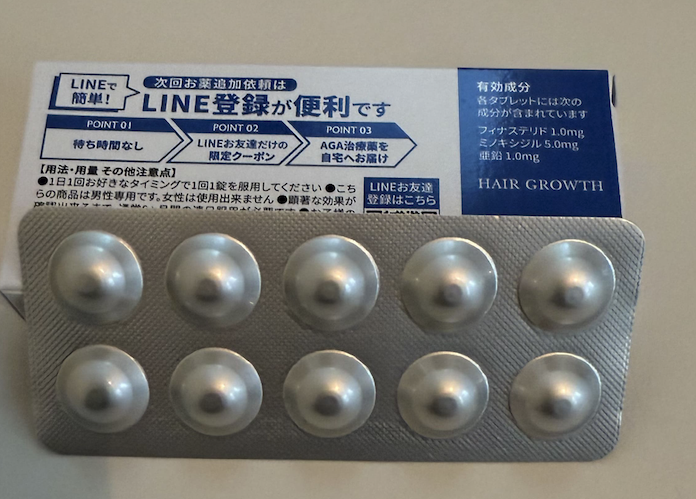 LINEで
簡単!
次回お薬追加依頼は
LINE登録が便利です
POINT 01
待ち時間なし
POINT 02
LINEお友達だけの
限定クーポン
POINT 03
AGA治療薬を
自宅へお届け
【用法・用量 その他注意点】
●1日1回お好きなタイミングで1回1錠を服用してください ●こち
らの商品は男性専用です。女性は使用出来ません ●顕著な効果が
LINEお友達
登録はこちら
有効成分
各タブレットには次の
成分が含まれています
フィナステリド 1.0mg
ミノキシジル 5.0mg
亜鉛 1.0mg
HAIR GROWTH